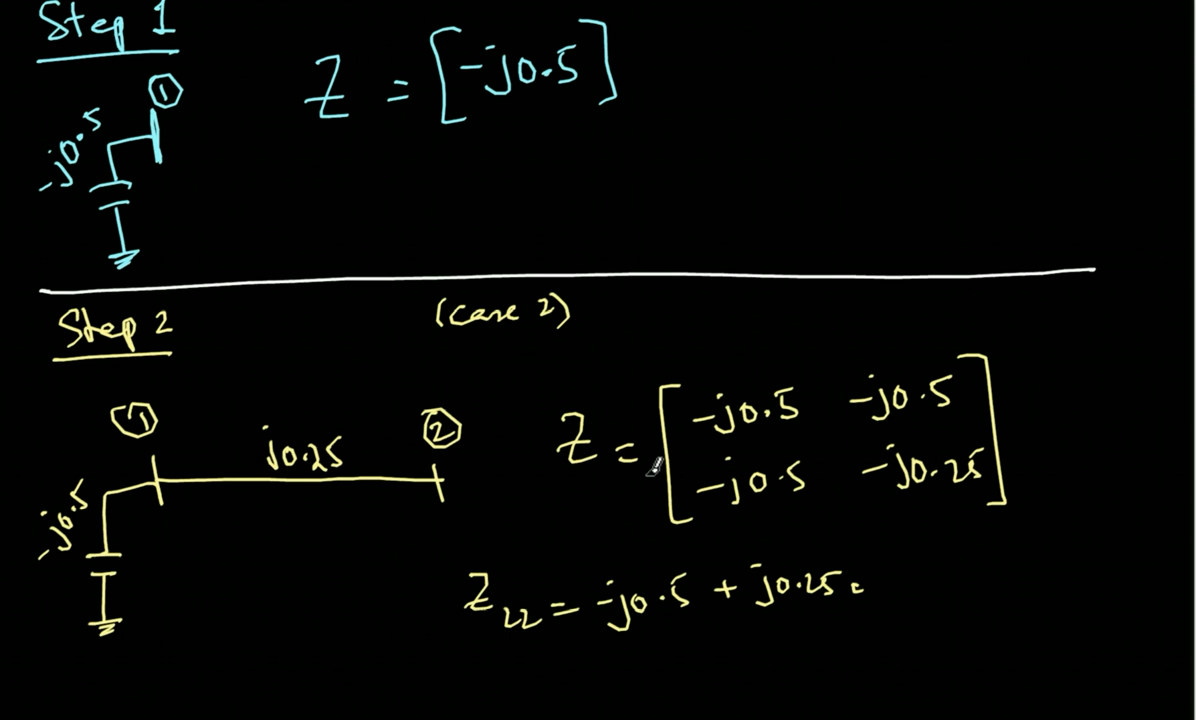 Step 1
Z = [-j0.5]
①
-j0.5
Step 2
(case 2)
① j0.25 ②
-j0.5
Z = [-j0.5 -j0.5
-j0.5 -j0.25]
Z22 = -j0.5 + j0.25 =